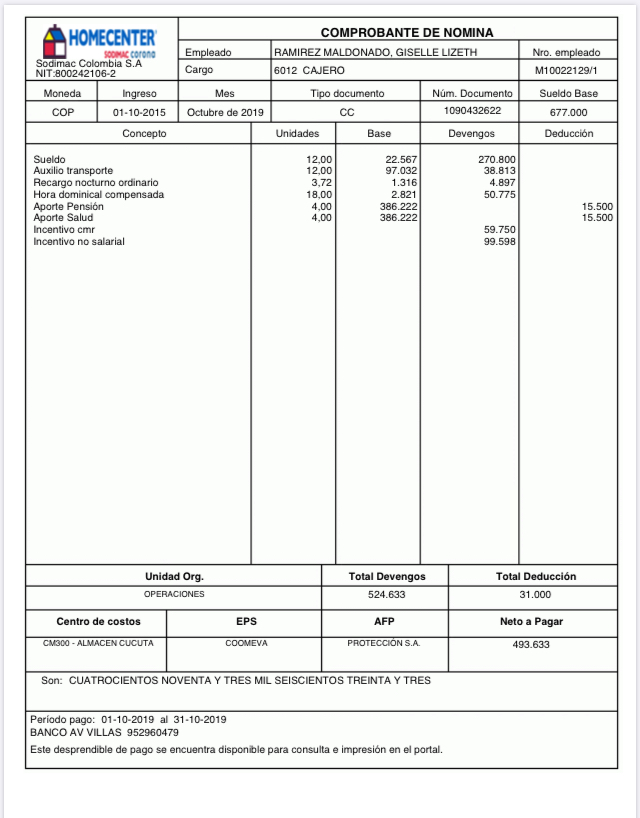 HOMECENTER
SODIMAC corona
Sodimac Colombia S.A
NIT:800242106-2
COMPROBANTE DE NOMINA
Empleado RAMIREZ MALDONADO, GISELLE LIZETH Nro. empleado
Cargo 6012 CAJERO M10022129/1
Moneda Ingreso Mes Tipo documento Núm. Documento Sueldo Base
COP 01-10-2015 Octubre de 2019 CC 1090432622 677.000
Concepto Unidades Base Devengos Deducción
Sueldo 12,00 22.567 270.800
Auxilio transporte 12,00 97.032 38.813
Recargo nocturno ordinario 3,72 1.316 4.897
Hora dominical compensada 18,00 2.821 50.775
Aporte Pensión 4,00 386.222 15.500
Aporte Salud 4,00 386.222 15.500
Incentivo cmr 59.750
Incentivo no salarial 99.598
Unidad Org. Total Devengos Total Deducción
OPERACIONES 524.633 31.000
Centro de costos EPS AFP Neto a Pagar
CM300 - ALMACEN CUCUTA COOMEVA PROTECCIÓN S.A. 493.633
Son: CUATROCIENTOS NOVENTA Y TRES MIL SEISCIENTOS TREINTA Y TRES
Período pago: 01-10-2019 al 31-10-2019
BANCO AV VILLAS 952960479
Este desprendible de pago se encuentra disponible para consulta e impresión en el portal.